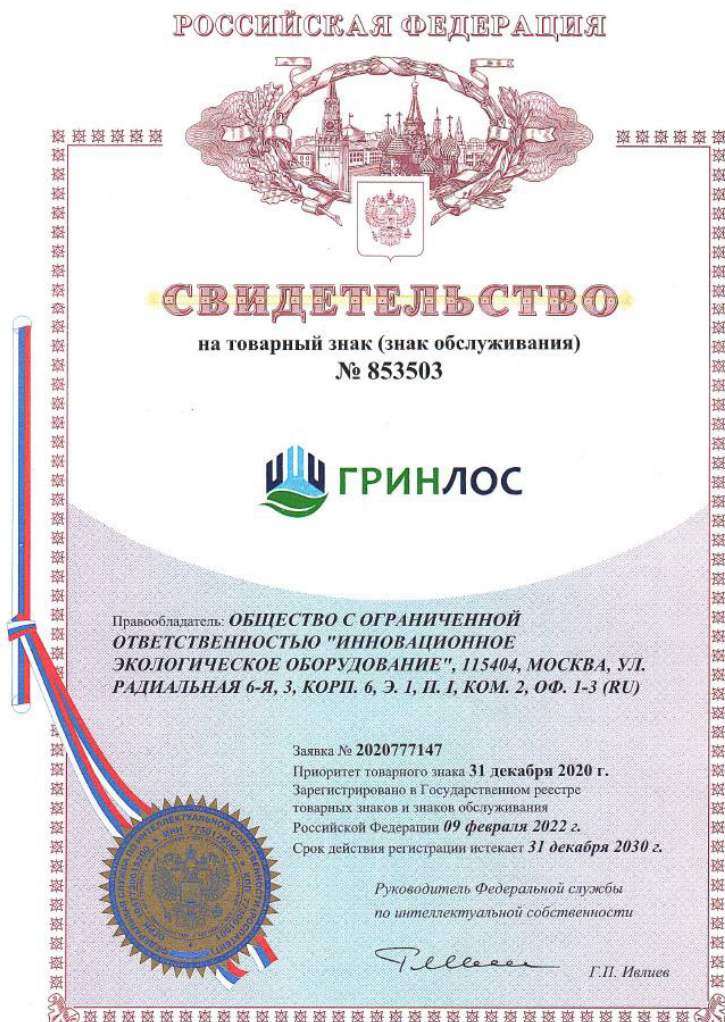 РОССИЙСКАЯ ФЕДЕРАЦИЯ
СВИДЕТЕЛЬСТВО
на товарный знак (знак обслуживания)
№ 853503
ГРИНЛОС
Правообладатель: ОБЩЕСТВО С ОГРАНИЧЕННОЙ
ОТВЕТСТВЕННОСТЬЮ "ИННОВАЦИОННОЕ
ЭКОЛОГИЧЕСКОЕ ОБОРУДОВАНИЕ", 115404, МОСКВА, УЛ.
РАДИАЛЬНАЯ 6-Я, 3, КОРП. 6, Э. 1, П. I, КОМ. 2, ОФ. 1-3 (RU)
Заявка № 2020777147
Приоритет товарного знака 31 декабря 2020 г.
Зарегистрировано в Государственном реестре
товарных знаков и знаков обслуживания
Российской Федерации 09 февраля 2022 г.
Срок действия регистрации истекает 31 декабря 2030 г.
Руководитель Федеральной службы
по интеллектуальной собственности
Г.П. Ивлиев